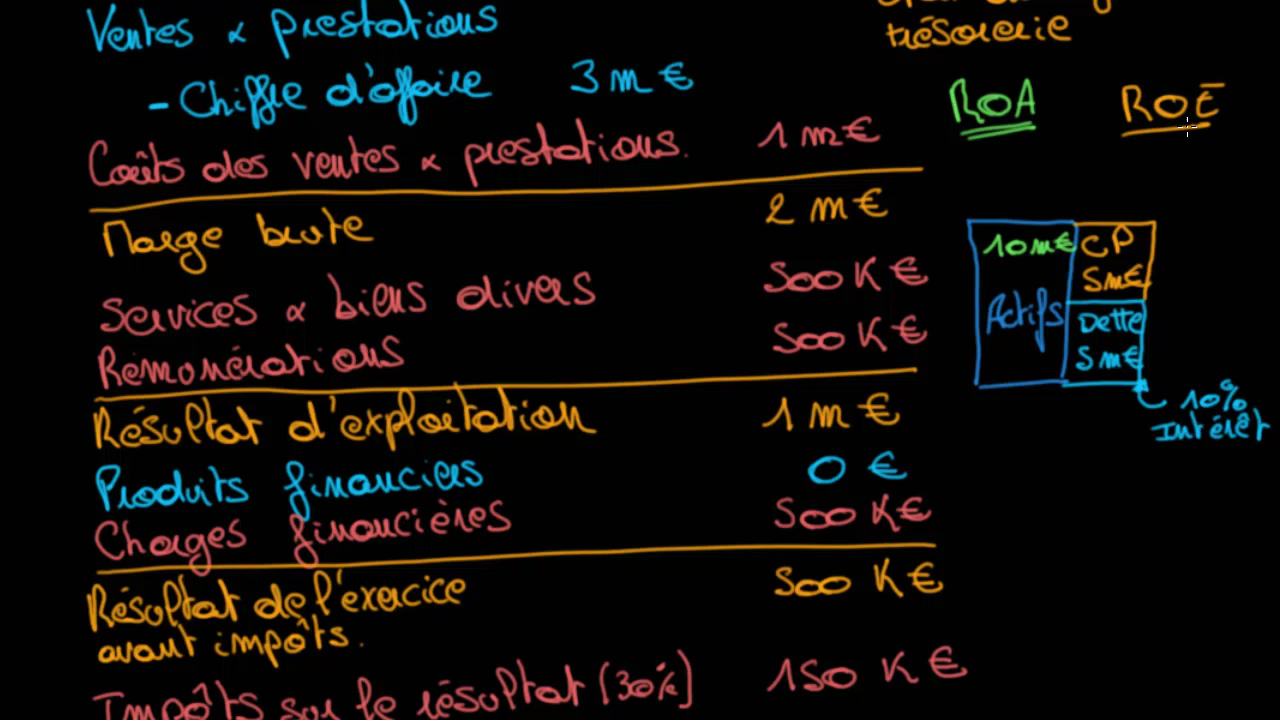 Ventes & prestations
trésorerie
- Chiffre d'affaire 3 m €
ROA ROE
Coûts des ventes & prestations. 1 m €
Marge brute 2 m €
Services & biens divers 500 K €
Rémunérations 500 K €
10 m € CP
5 m €
Actifs Dette
5 m €
10%
Intérêt
Résultat d'exploitation 1 m €
Produits financiers 0 €
Charges financières 500 K €
Résultat de l'exercice 500 K €
avant impôts.
Impôts sur le résultat (30%) 150 K €